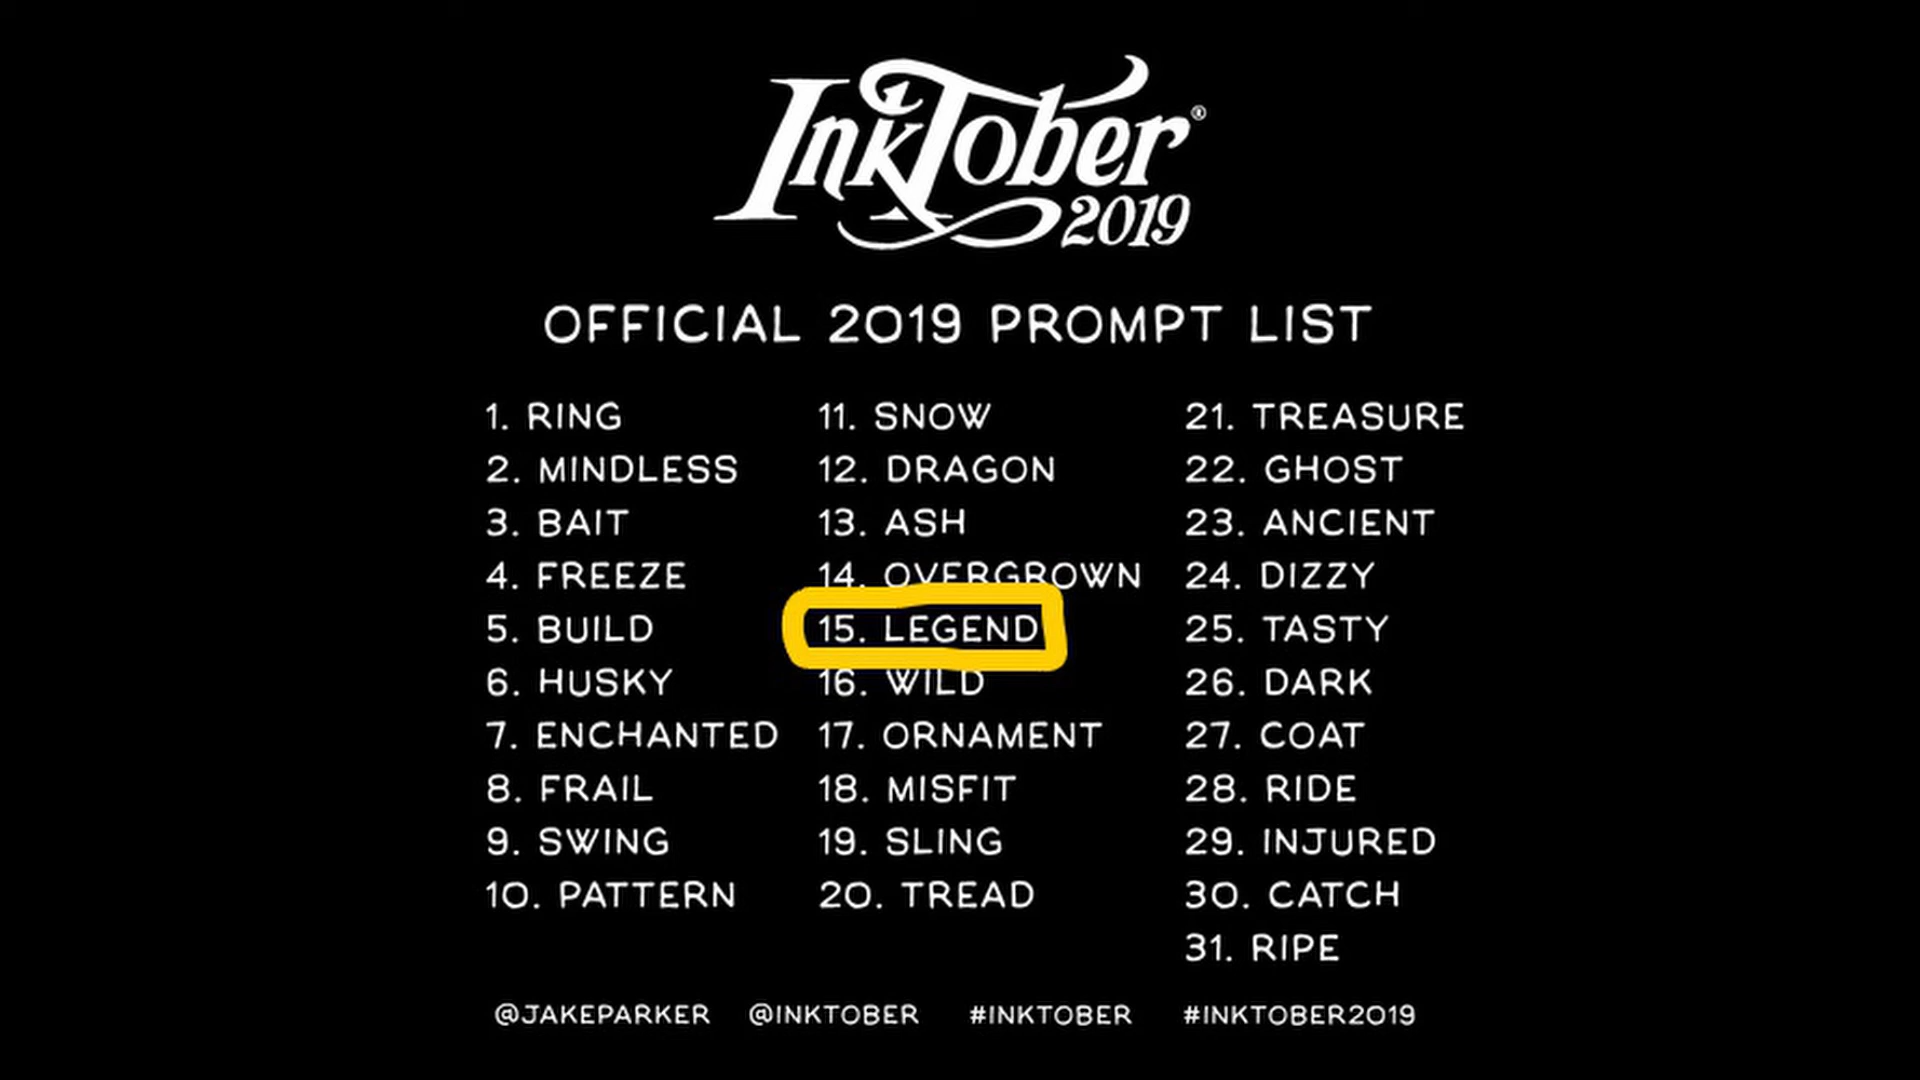 InkTober®
2019
OFFICIAL 2019 PROMPT LIST
1. RING
2. MINDLESS
3. BAIT
4. FREEZE
5. BUILD
6. HUSKY
7. ENCHANTED
8. FRAIL
9. SWING
10. PATTERN
11. SNOW
12. DRAGON
13. ASH
14. OVERGROWN
15. LEGEND
16. WILD
17. ORNAMENT
18. MISFIT
19. SLING
20. TREAD
21. TREASURE
22. GHOST
23. ANCIENT
24. DIZZY
25. TASTY
26. DARK
27. COAT
28. RIDE
29. INJURED
30. CATCH
31. RIPE
@JAKEPARKER @INKTOBER #INKTOBER #INKTOBER2019